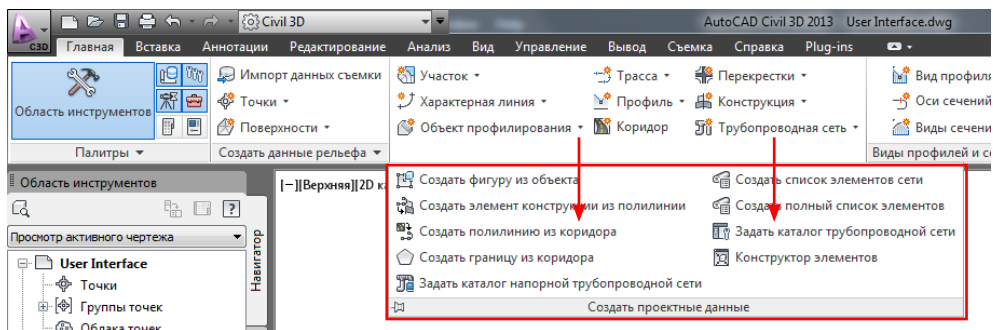 Civil 3D
AutoCAD Civil 3D 2013 User Interface.dwg
C3D Главная Вставка Аннотации Редактирование Анализ Вид Управление Вывод Съемка Справка Plug-ins
Импорт данных съемки Участок Трасса Перекрестки Вид профиля
Область инструментов Точки Характерная линия Профиль Конструкция Оси сечений
Поверхности Объект профилирования Коридор Трубопроводная сеть Виды сечени
Палитры Создать данные рельефа Виды профилей и се
Область инструментов [−][Верхняя][2D ка
Создать фигуру из объекта Создать список элементов сети
Создать элемент конструкции из полилинии Создать полный список элементов
Просмотр активного чертежа Создать полилинию из коридора Задать каталог трубопроводной сети
User Interface Создать границу из коридора Конструктор элементов
Навигатор
Точки Задать каталог напорной трубопроводной сети
Группы точек Создать проектные данные
Облака точек